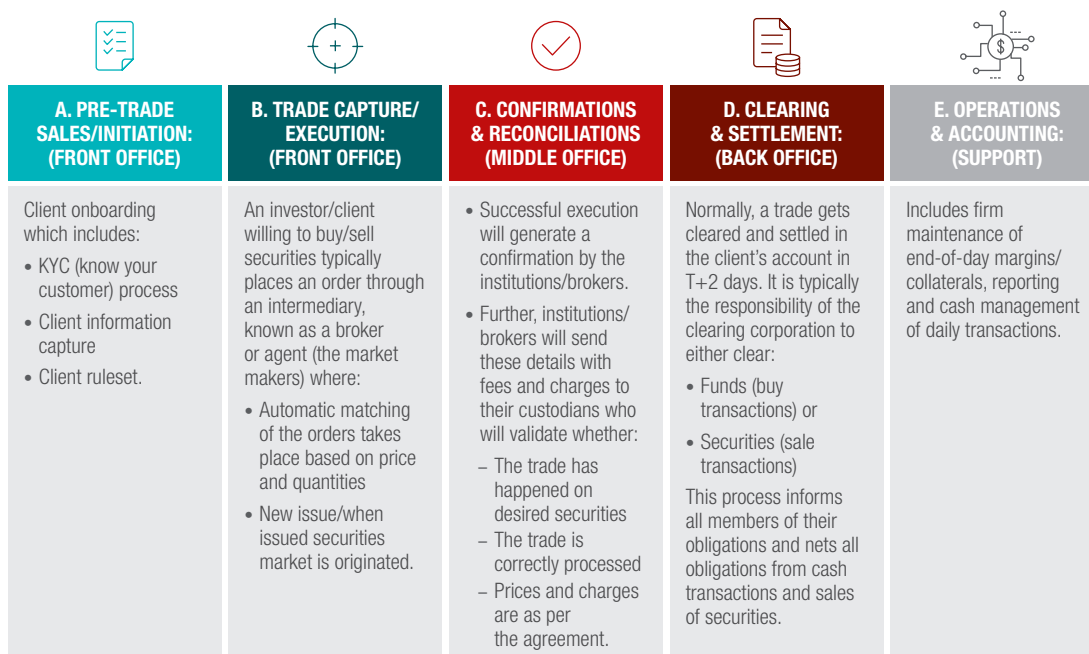 A. PRE-TRADE
SALES/INITIATION:
(FRONT OFFICE)
Client onboarding
which includes:
• KYC (know your
customer) process
• Client information
capture
• Client ruleset.
B. TRADE CAPTURE/
EXECUTION:
(FRONT OFFICE)
An investor/client
willing to buy/sell
securities typically
places an order through
an intermediary,
known as a broker
or agent (the market
makers) where:
• Automatic matching
of the orders takes
place based on price
and quantities
• New issue/when
issued securities
market is originated.
C. CONFIRMATIONS
& RECONCILIATIONS
(MIDDLE OFFICE)
• Successful execution
will generate a
confirmation by the
institutions/brokers.
• Further, institutions/
brokers will send
these details with
fees and charges to
their custodians who
will validate whether:
– The trade has
happened on
desired securities
– The trade is
correctly processed
– Prices and charges
are as per
the agreement.
D. CLEARING
& SETTLEMENT:
(BACK OFFICE)
Normally, a trade gets
cleared and settled in
the client’s account in
T+2 days. It is typically
the responsibility of the
clearing corporation to
either clear:
• Funds (buy
transactions) or
• Securities (sale
transactions)
This process informs
all members of their
obligations and nets all
obligations from cash
transactions and sales
of securities.
$
E. OPERATIONS
& ACCOUNTING:
(SUPPORT)
Includes firm
maintenance of
end-of-day margins/
collaterals, reporting
and cash management
of daily transactions.